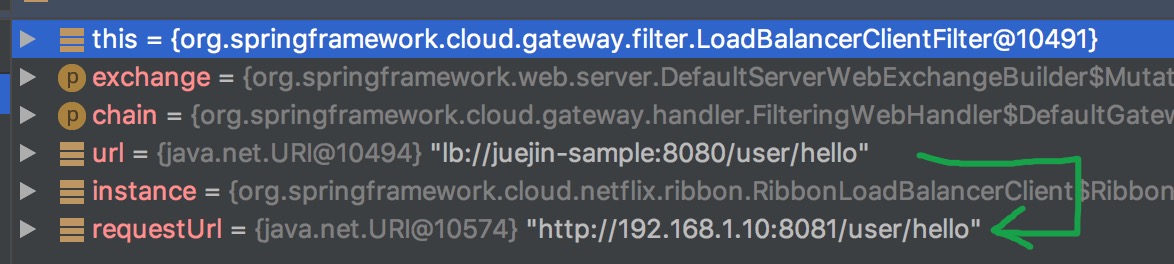 this = {org.springframework.cloud.gateway.filter.LoadBalancerClientFilter@10491}
p exchange = {org.springframework.web.server.DefaultServerWebExchangeBuilder$Mutat
p chain = {org.springframework.cloud.gateway.handler.FilteringWebHandler$DefaultGatew
url = {java.net.URI@10494} "lb://juejin-sample:8080/user/hello"
instance = {org.springframework.cloud.netflix.ribbon.RibbonLoadBalancerClient$Ribbon
requestUrl = {java.net.URI@10574} "http://192.168.1.10:8081/user/hello"